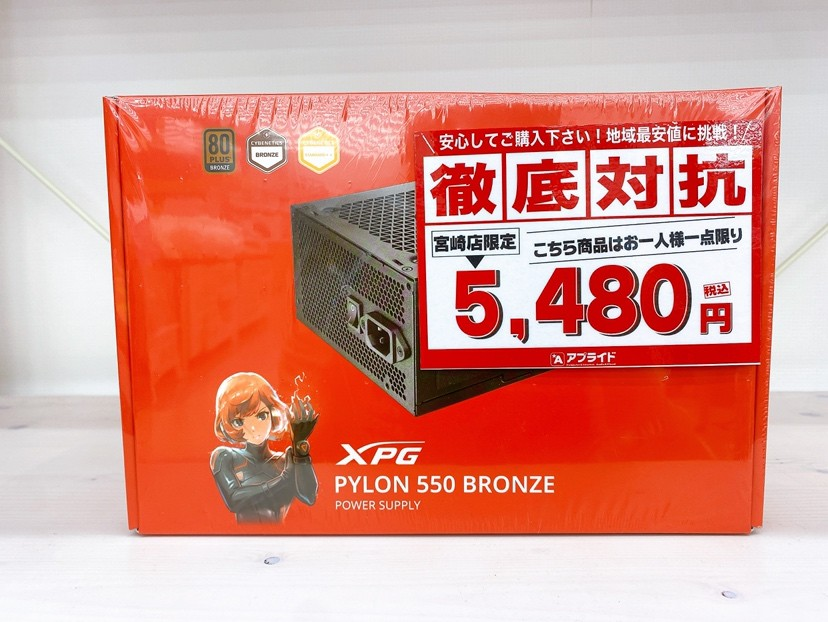 80
PLUS
BRONZE
CYBENETICS
BRONZE
安心してご購入下さい!地域最安値に挑戦!
徹底対抗
宮崎店限定
こちら商品はお一人様一点限り
5,480円
税込
アプライド
XPG
PYLON 550 BRONZE
POWER SUPPLY